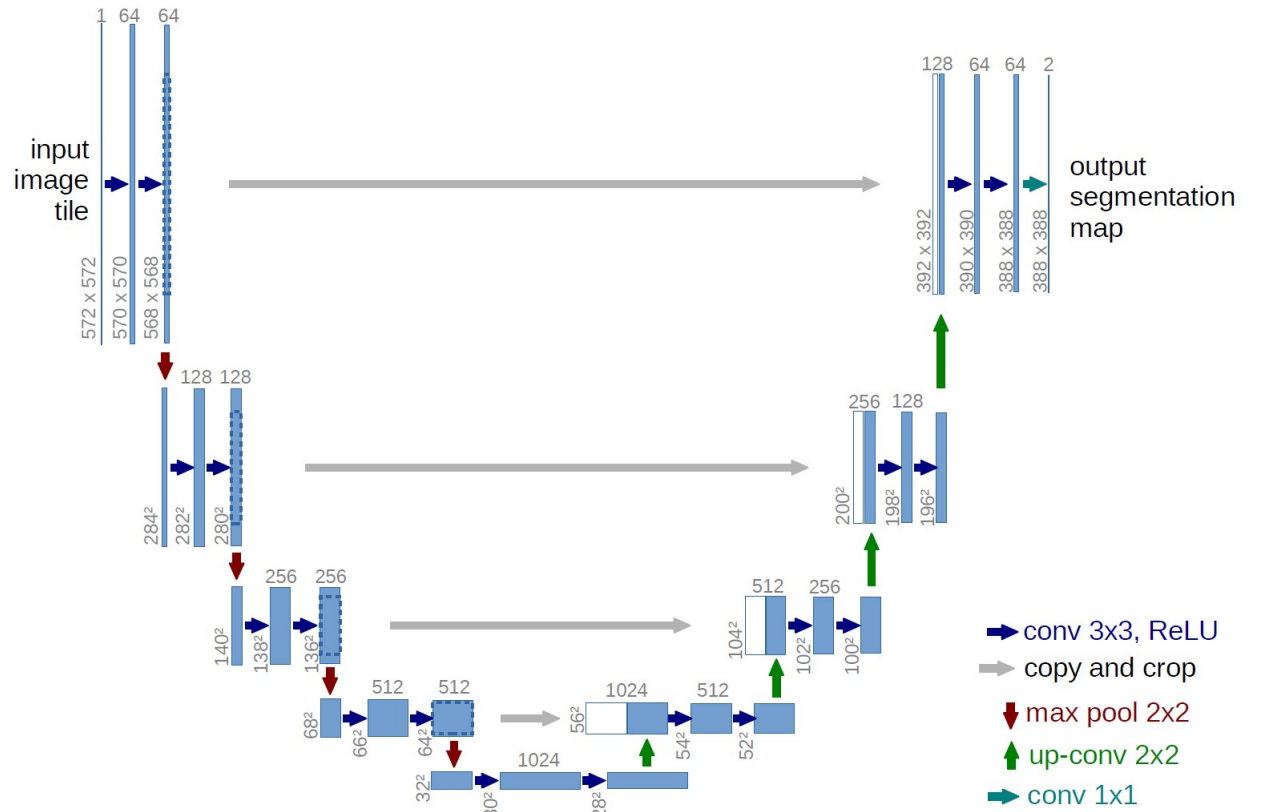 1 64 64
input
image
tile
572 x 572
570 x 570
568 x 568
128 64 64 2
392 x 392
390 x 390
388 x 388
388 x 388
output
segmentation
map
128 128
284²
282²
280²
256 128
200²
198²
196²
256 256
140²
138²
136²
512 256
104²
102²
100²
512 512
68²
66²
64²
1024 512
56²
54²
52²
1024
32²
conv 3x3, ReLU
copy and crop
max pool 2x2
up-conv 2x2
conv 1x1